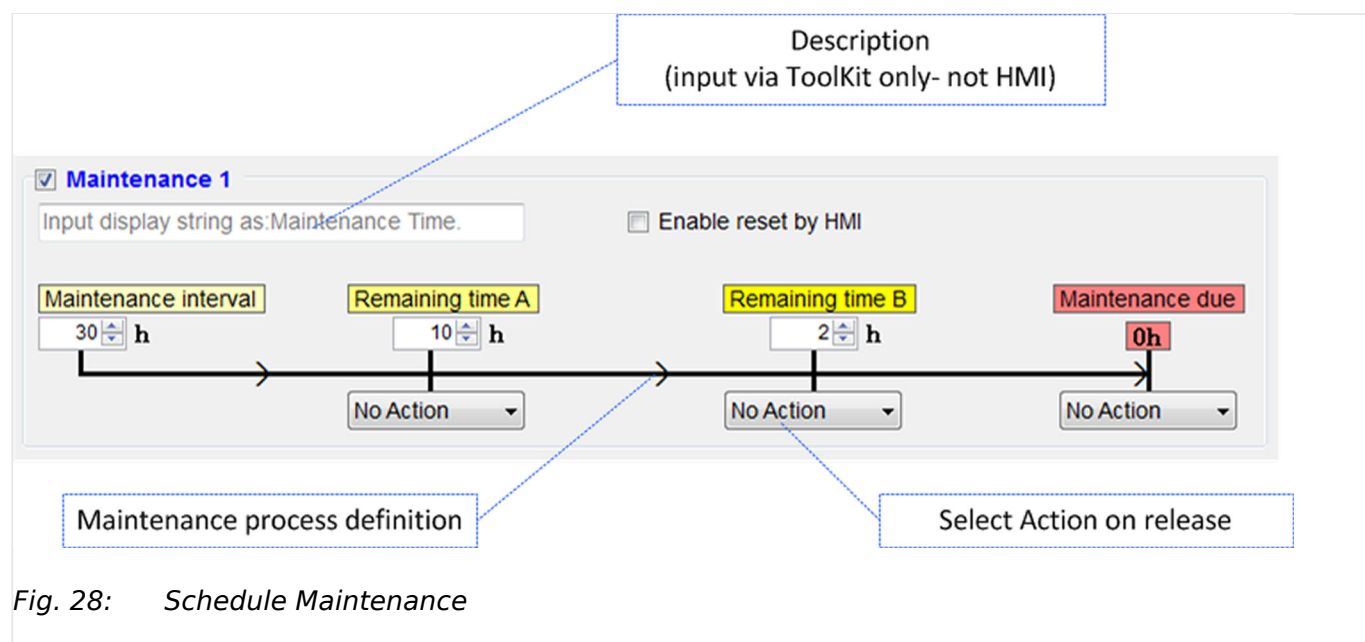 Description
(input via ToolKit only- not HMI)
Maintenance 1
Input display string as:Maintenance Time.
Enable reset by HMI
Maintenance interval
Remaining time A
Remaining time B
Maintenance due
30 h
10 h
2 h
0h
No Action
No Action
No Action
Maintenance process definition
Select Action on release
Fig. 28: Schedule Maintenance